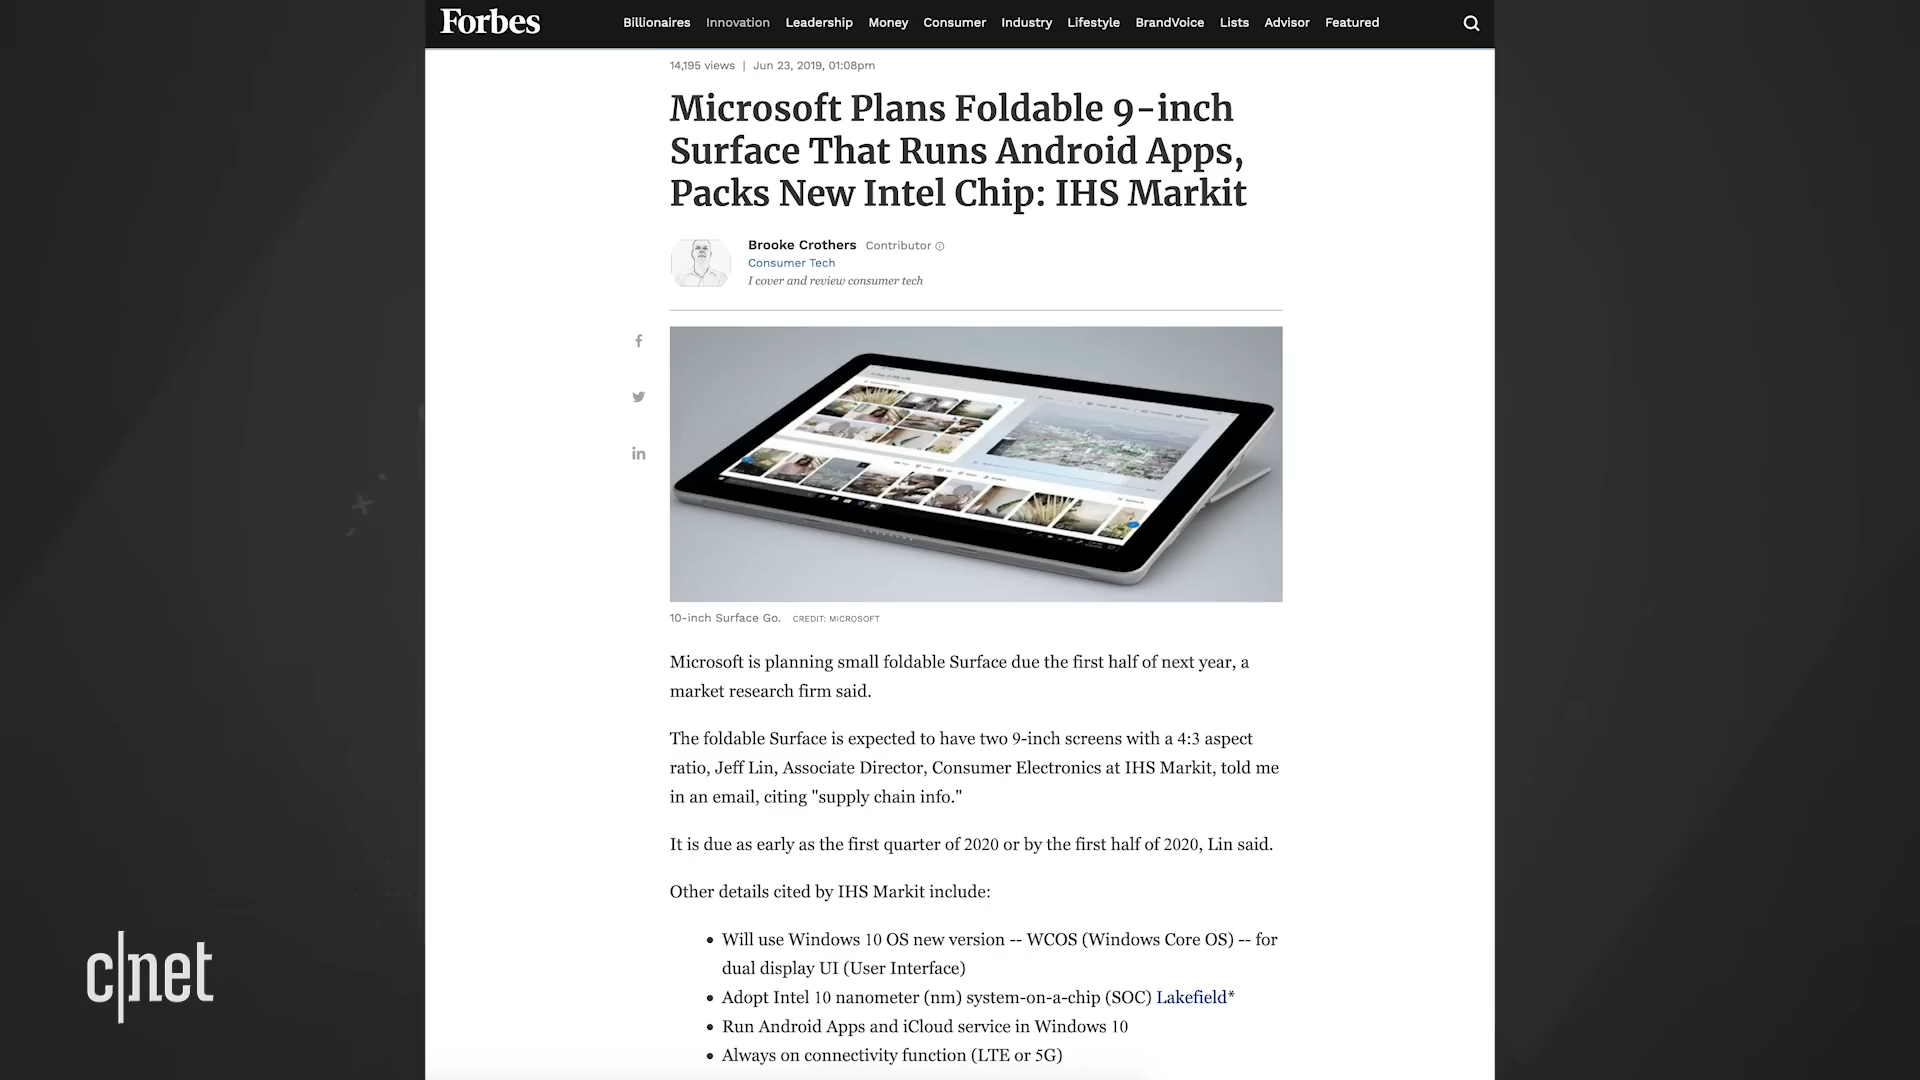 Forbes
Billionaires Innovation Leadership Money Consumer Industry Lifestyle BrandVoice Lists Advisor Featured
14,195 views | Jun 23, 2019, 01:08pm
Microsoft Plans Foldable 9-inch
Surface That Runs Android Apps,
Packs New Intel Chip: IHS Markit
Brooke Crothers Contributor
Consumer Tech
I cover and review consumer tech
f
in
10-inch Surface Go. CREDIT: MICROSOFT
Microsoft is planning small foldable Surface due the first half of next year, a
market research firm said.
The foldable Surface is expected to have two 9-inch screens with a 4:3 aspect
ratio, Jeff Lin, Associate Director, Consumer Electronics at IHS Markit, told me
in an email, citing "supply chain info."
It is due as early as the first quarter of 2020 or by the first half of 2020, Lin said.
Other details cited by IHS Markit include:
• Will use Windows 10 OS new version -- WCOS (Windows Core OS) -- for
dual display UI (User Interface)
• Adopt Intel 10 nanometer (nm) system-on-a-chip (SOC) Lakefield*
• Run Android Apps and iCloud service in Windows 10
• Always on connectivity function (LTE or 5G)
c|net